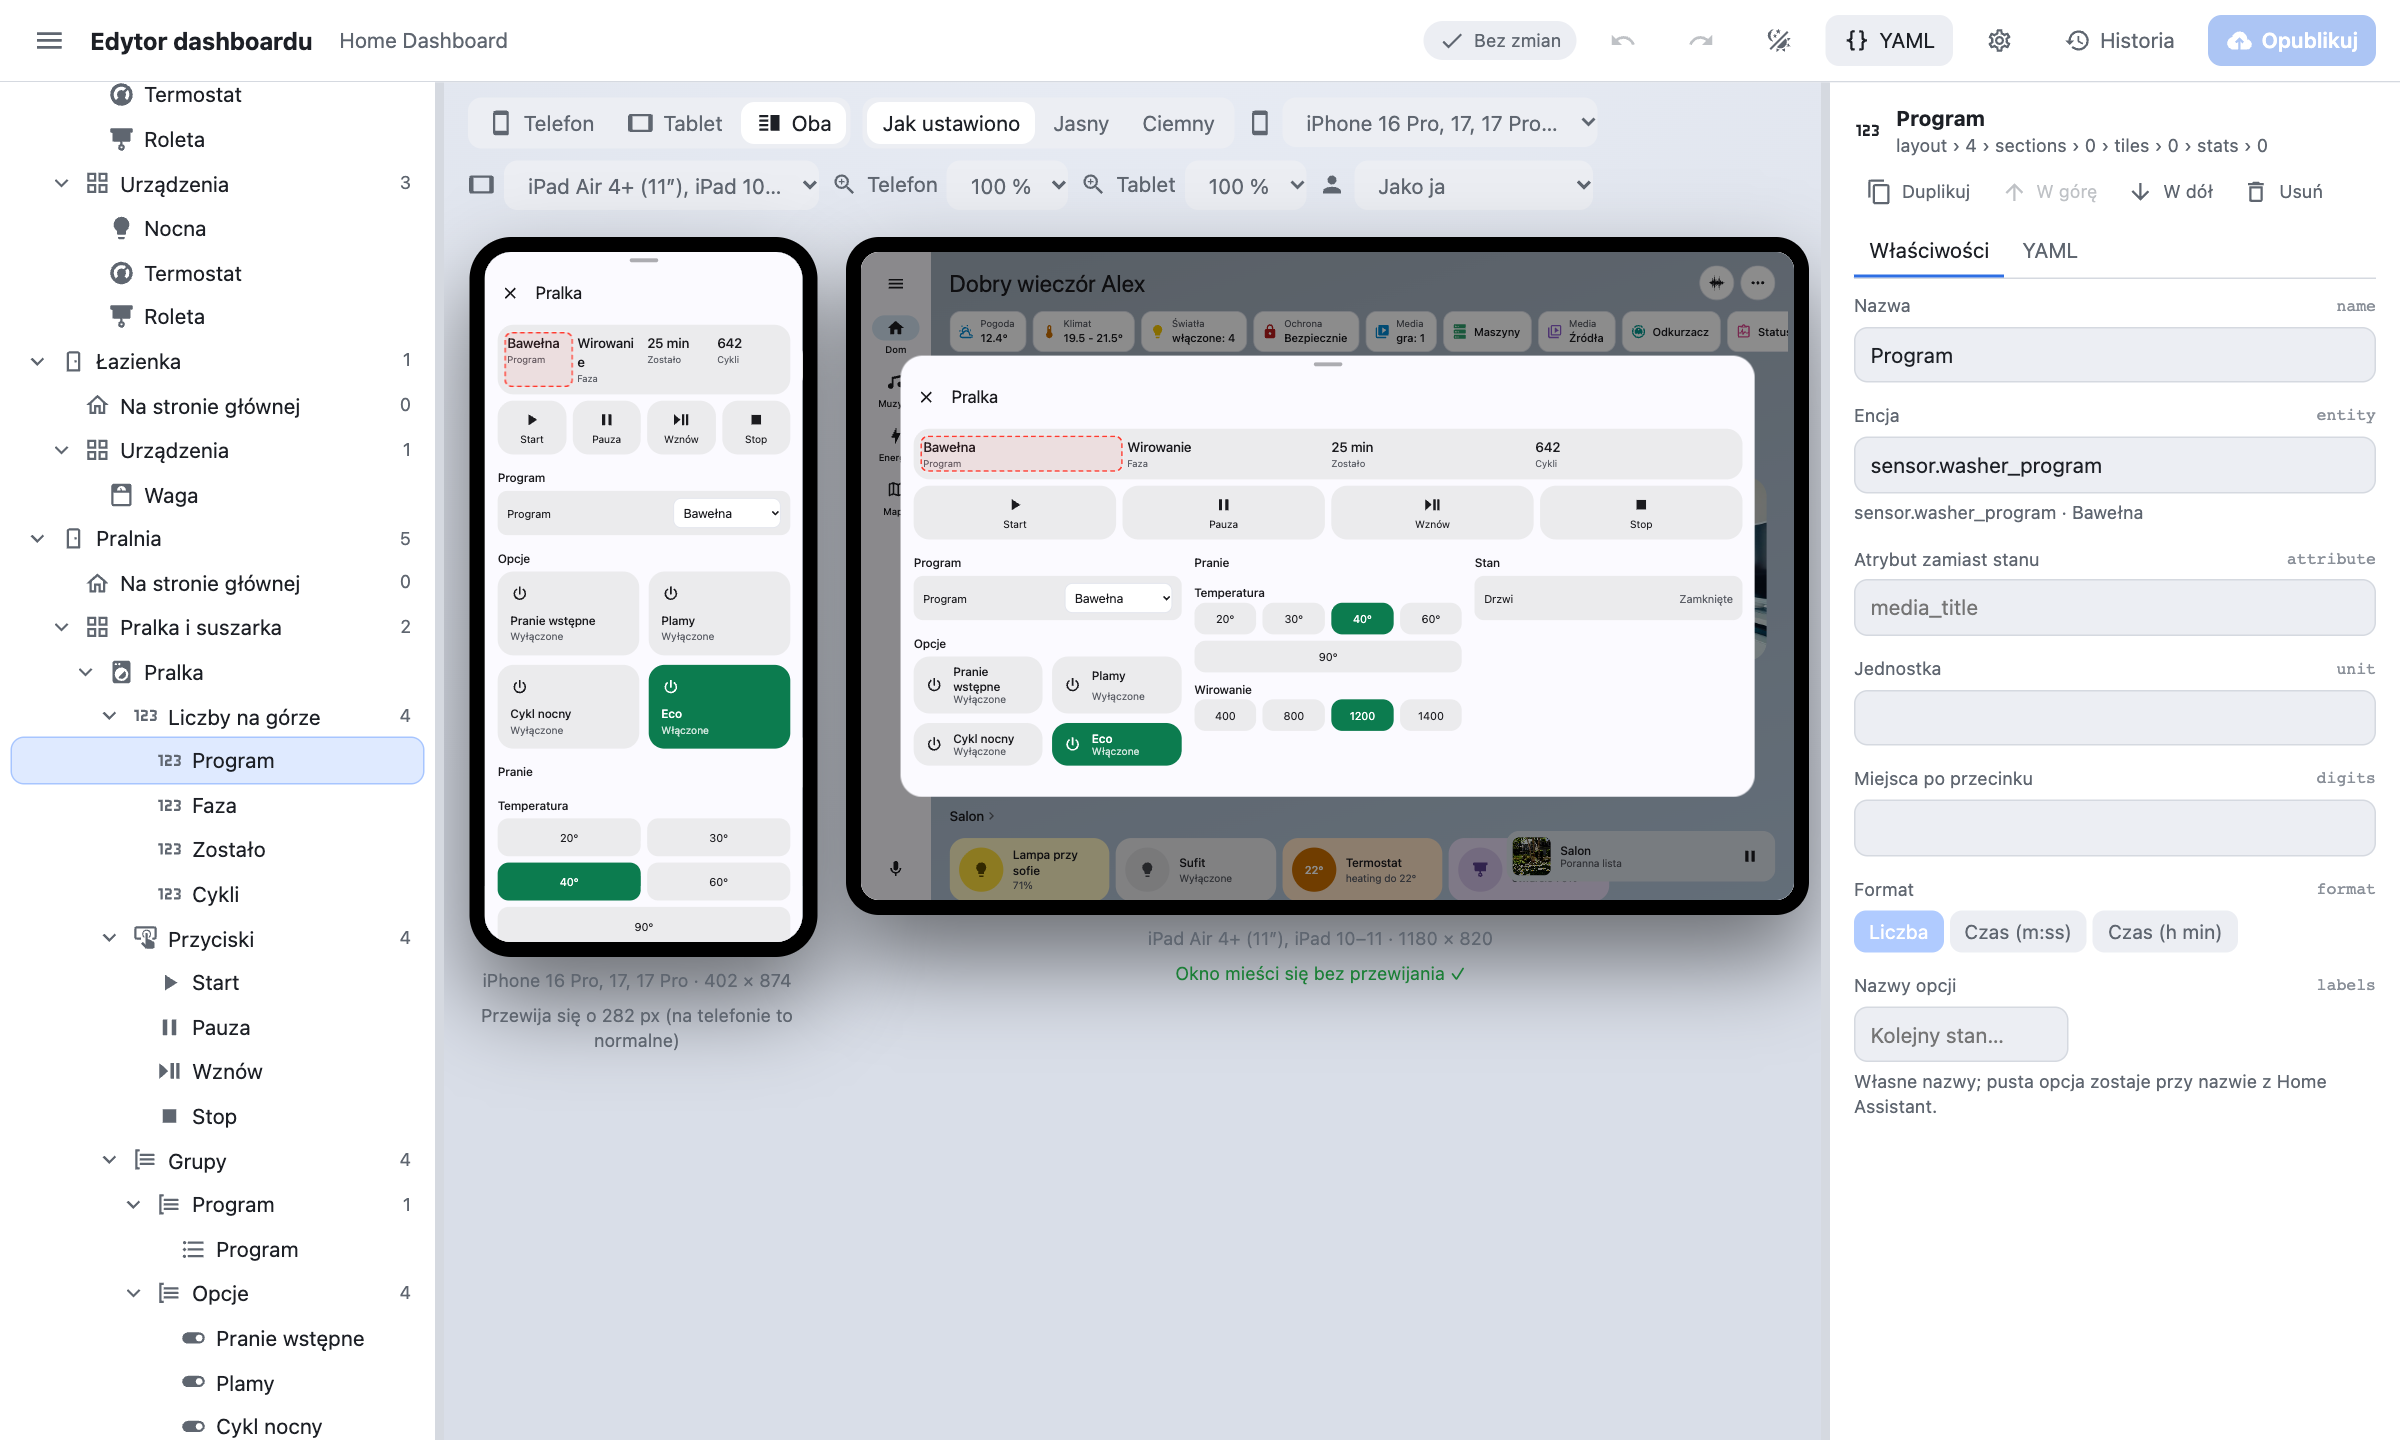 Edytor dashboardu
Home Dashboard
Bez zmian
YAML
Historia
Opublikuj
Termostat
Roleta
Urządzenia 3
Nocna
Termostat
Roleta
Łazienka 1
Na stronie głównej 0
Urządzenia 1
Waga
Pralnia 5
Na stronie głównej 0
Pralka i suszarka 2
Pralka
123 Liczby na górze 4
123 Program
123 Faza
123 Zostało
123 Cykli
Przyciski 4
Start
Pauza
Wznów
Stop
Grupy 4
Program 1
Program
Opcje 4
Pranie wstępne
Plamy
Cykl nocny
Telefon
Tablet
Oba
Jak ustawiono
Jasny
Ciemny
iPhone 16 Pro, 17, 17 Pro...
iPad Air 4+ (11″), iPad 10...
Telefon
100 %
Tablet
100 %
Jako ja
Pralka
Bawełna
Program
Wirowani
e
Faza
25 min
Zostało
642
Cykli
Start
Pauza
Wznów
Stop
Program
Program
Bawełna
Opcje
Pranie wstępne
Wyłączone
Plamy
Wyłączone
Cykl nocny
Wyłączone
Eco
Włączone
Pranie
Temperatura
20°
30°
40°
60°
90°
iPhone 16 Pro, 17, 17 Pro · 402 × 874
Przewija się o 282 px (na telefonie to
normalne)
Dobry wieczór Alex
Dom
Pogoda
12.4°
Klimat
19.5 - 21.5°
Światła
włączone: 4
Ochrona
Bezpiecznie
Media
gra: 1
Maszyny
Media
Źródła
Odkurzacz
Status
Muzy
Ener
Map
Pralka
Bawełna
Program
Wirowanie
Faza
25 min
Zostało
642
Cykli
Start
Pauza
Wznów
Stop
Program
Program
Bawełna
Opcje
Pranie
wstępne
Wyłączone
Plamy
Wyłączone
Cykl nocny
Wyłączone
Eco
Włączone
Pranie
Temperatura
20°
30°
40°
60°
90°
Wirowanie
400
800
1200
1400
Stan
Drzwi
Zamknięte
Salon
Lampa przy
sofie
71%
Sufit
Wyłączone
22°
Termostat
heating do 22°
Salon
Poranna lista
iPad Air 4+ (11″), iPad 10–11 · 1180 × 820
Okno mieści się bez przewijania ✓
123
Program
layout › 4 › sections › 0 › tiles › 0 › stats › 0
Duplikuj
W górę
W dół
Usuń
Właściwości
YAML
Nazwa name
Program
Encja entity
sensor.washer_program
sensor.washer_program · Bawełna
Atrybut zamiast stanu attribute
media_title
Jednostka unit
Miejsca po przecinku digits
Format format
Liczba
Czas (m:ss)
Czas (h min)
Nazwy opcji labels
Kolejny stan...
Własne nazwy; pusta opcja zostaje przy nazwie z Home
Assistant.